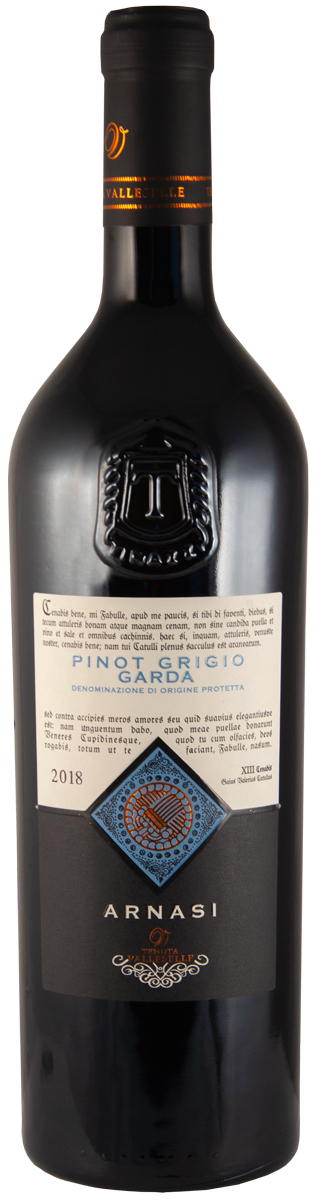 VALLESELLE
T
TINAZZI
Cenabis bene, mi Fabulle, apud me paucis, si tibi di faventi, diebus, si
tecum attuleris bonam atque magnam cenam, non sine candida puella et
vino et sale et omnibus cachinnis. haec si, inquam, attuleris, venuste
noster, cenabis bene; nam tui Catulli plenus sacculus est aranearum.
PINOT GRIGIO
GARDA
DENOMINAZIONE DI ORIGINE PROTETTA
sed contra accipies meros amores seu quid suavius elegantiusve
est: nam unguentum dabo, quod meae puellae donarunt
Veneres Cupidinesque, quod tu cum olfacies, deos
rogabis, totum ut te faciant, Fabulle, nasum.
2018
XIII Cenabis
Gaius Valerius Catullus
ARNASI
TENUTA
VALLESELLE